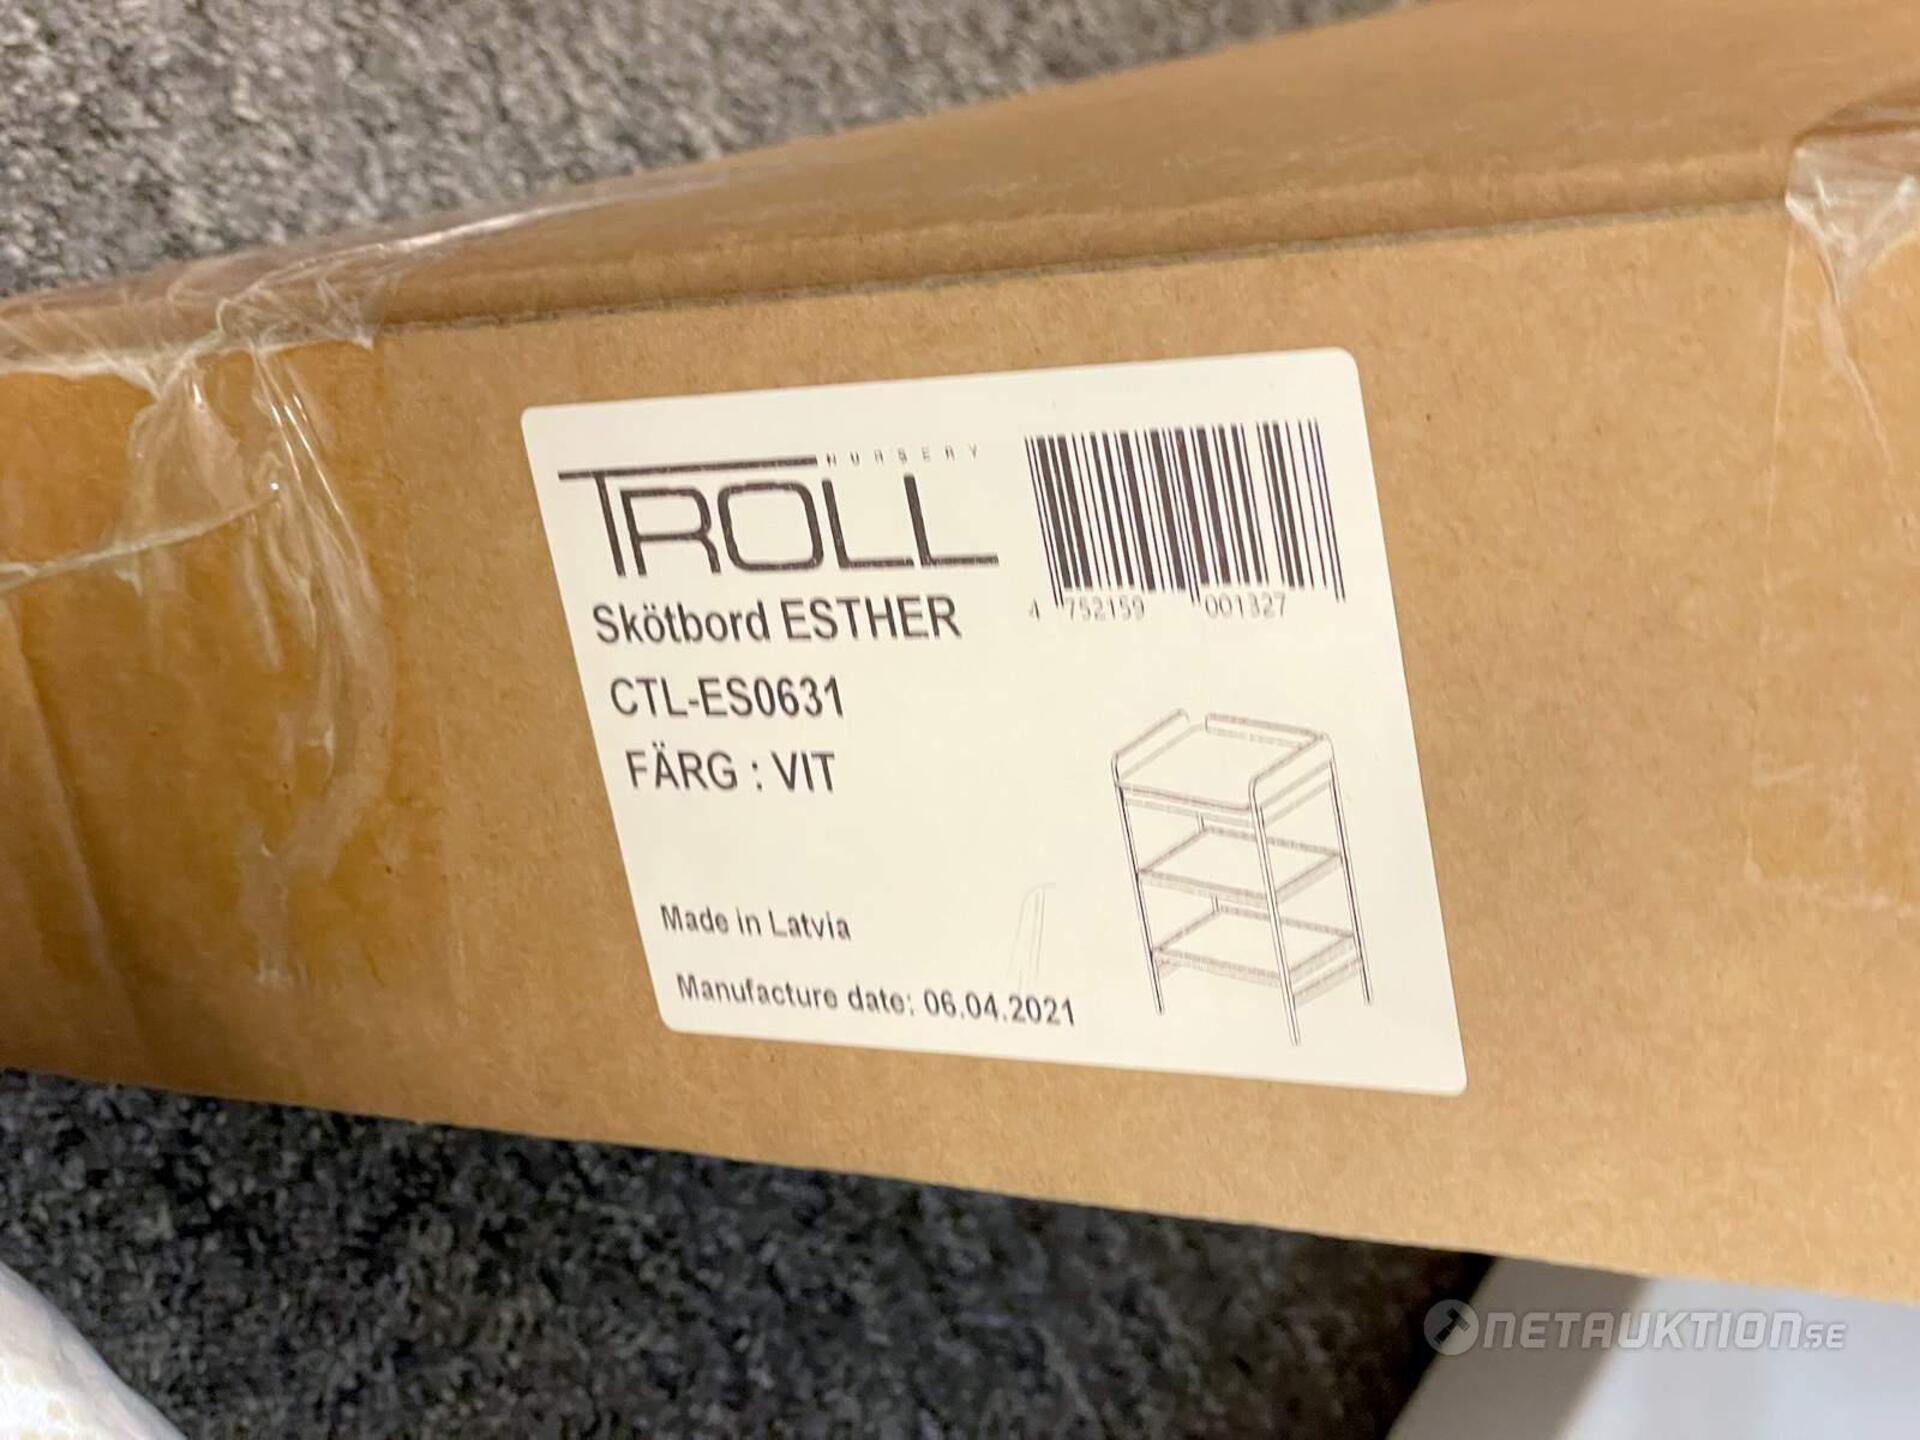 NURSERY
TROLL
4 752159 001327
Skötbord ESTHER
CTL-ES0631
FÄRG : VIT
Made in Latvia
Manufacture date: 06.04.2021
NETAUKTION.SE